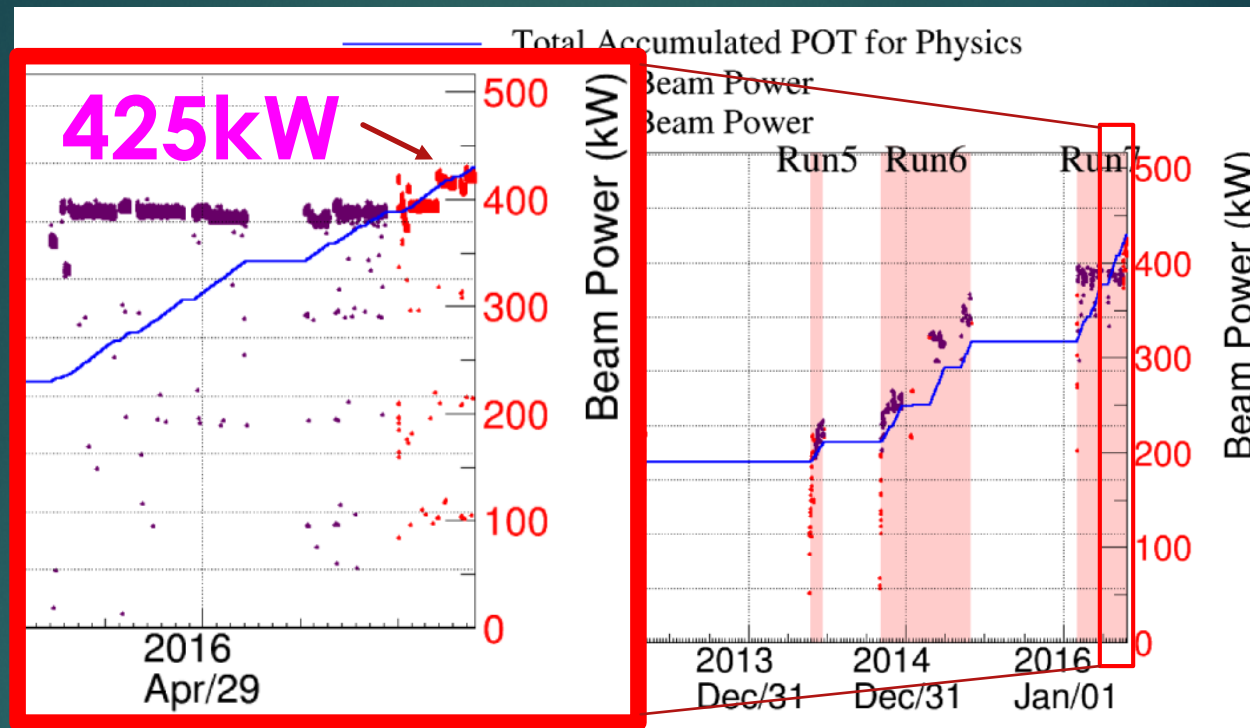 Total Accumulated POT for Physics
Beam Power
Beam Power
425kW
500
400
300
200
100
0
Beam Power (kW)
2016
Apr/29
Run5
Run6
Run7
500
400
300
200
100
0
Beam Power (kW)
2013
Dec/31
2014
Dec/31
2016
Jan/01